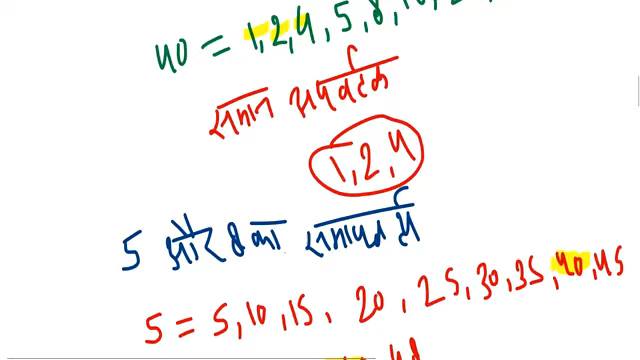 40 = 1, 2, 4, 5, 8, 10,
समान अपवर्तक
1, 2, 4
5 और 8 का समापवर्त्य
5 = 5, 10, 15, 20, 25, 30, 35, 40, 45
48